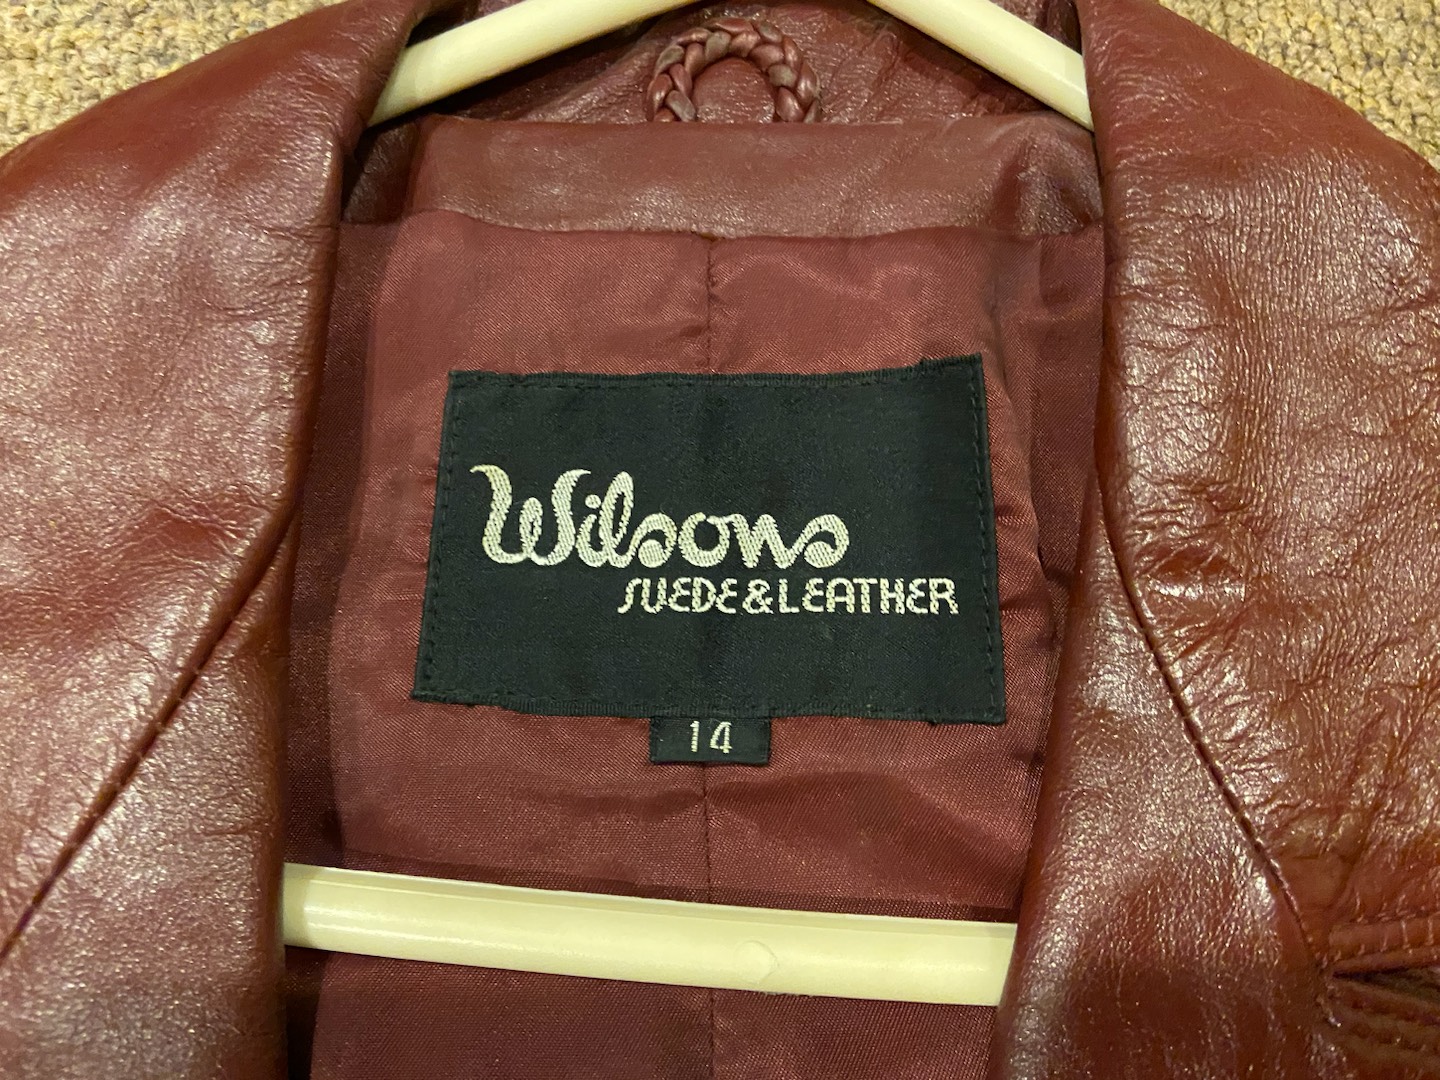 Wilsons
SUEDE & LEATHER
14